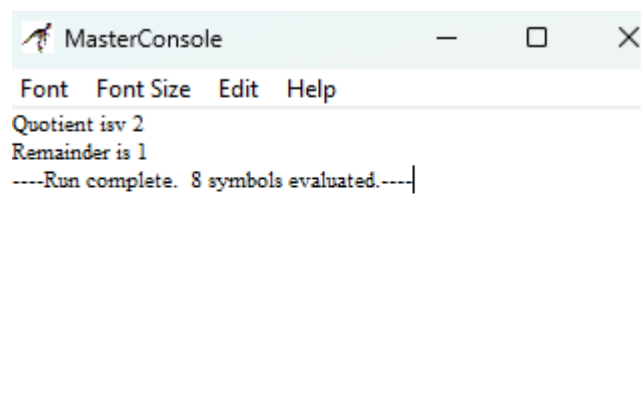 MasterConsole
Font Font Size Edit Help
Quotient isv 2
Remainder is 1
----Run complete. 8 symbols evaluated.----